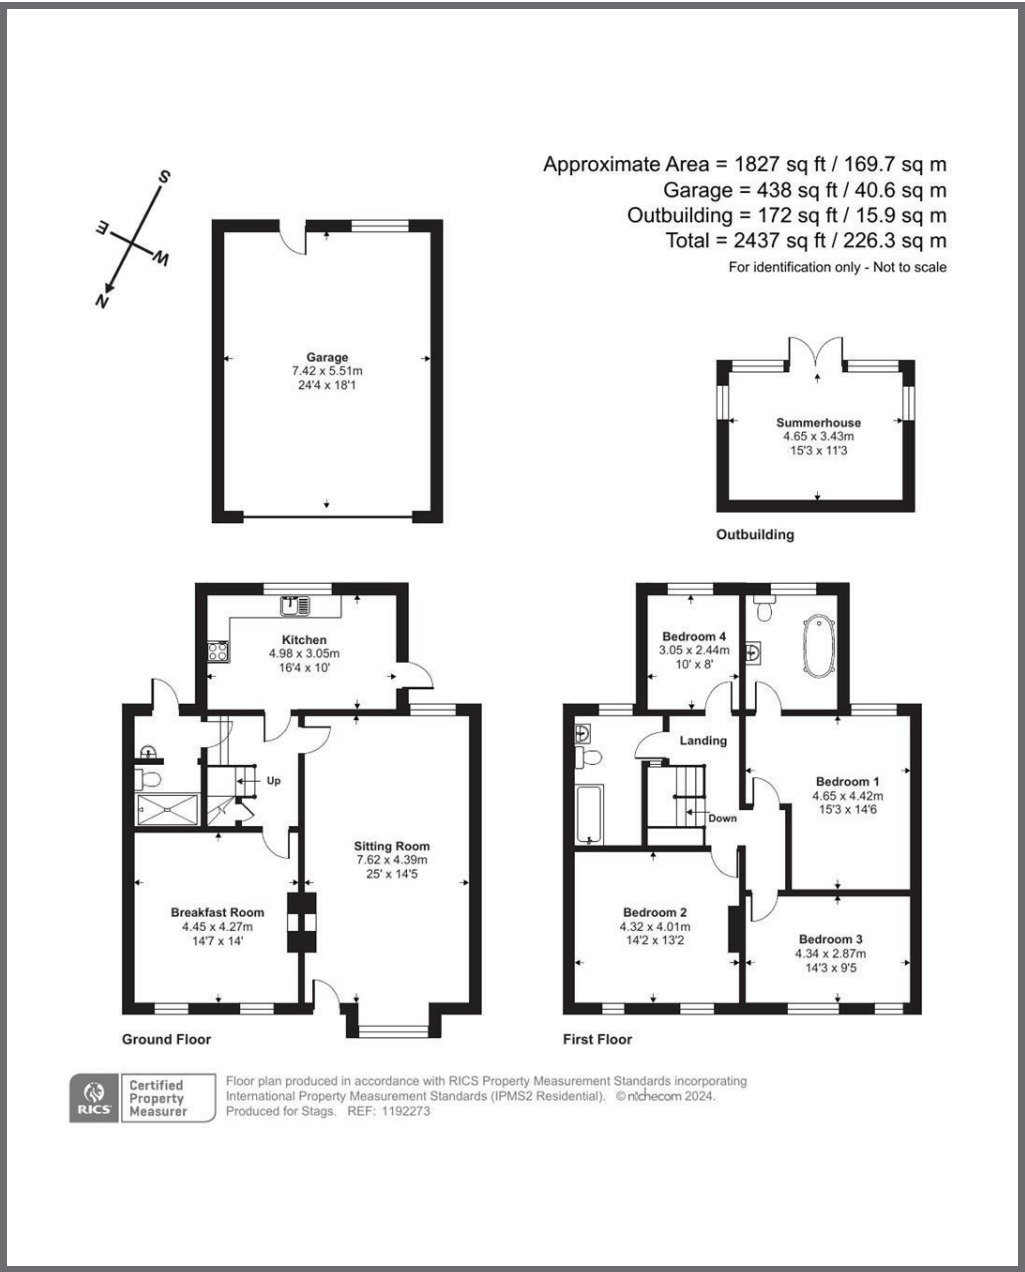 Approximate Area = 1827 sq ft / 169.7 sq m
Garage = 438 sq ft / 40.6 sq m
Outbuilding = 172 sq ft / 15.9 sq m
Total = 2437 sq ft / 226.3 sq m
For identification only - Not to scale
S
E
W
N
Garage
7.42 x 5.51m
24'4 x 18'1
Summerhouse
4.65 x 3.43m
15'3 x 11'3
Outbuilding
Kitchen
4.98 x 3.05m
16'4 x 10'
Up
Sitting Room
7.62 x 4.39m
25' x 14'5
Breakfast Room
4.45 x 4.27m
14'7 x 14'
Ground Floor
Bedroom 4
3.05 x 2.44m
10' x 8'
Landing
Bedroom 1
4.65 x 4.42m
15'3 x 14'6
Down
Bedroom 2
4.32 x 4.01m
14'2 x 13'2
Bedroom 3
4.34 x 2.87m
14'3 x 9'5
First Floor
RICS
Certified
Property
Measurer
Floor plan produced in accordance with RICS Property Measurement Standards incorporating
International Property Measurement Standards (IPMS2 Residential). © nichecom 2024.
Produced for Stags. REF: 1192273